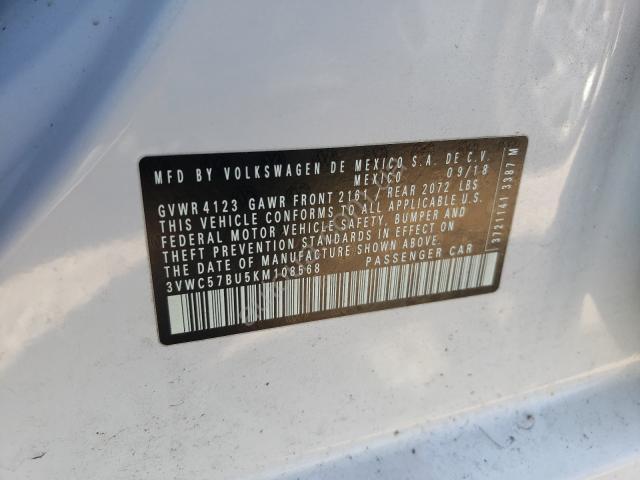 MFD BY VOLKSWAGEN DE MEXICO S.A. DE C.V.
MEXICO 09/18
GVWR 4123 GAWR FRONT 2161 / REAR 2072 LBS
THIS VEHICLE CONFORMS TO ALL APPLICABLE U.S.
FEDERAL MOTOR VEHICLE SAFETY, BUMPER AND
THEFT PREVENTION STANDARDS IN EFFECT ON
THE DATE OF MANUFACTURE SHOWN ABOVE.
3VWC57BU5KM108568 PASSENGER CAR
3721141 3387 M